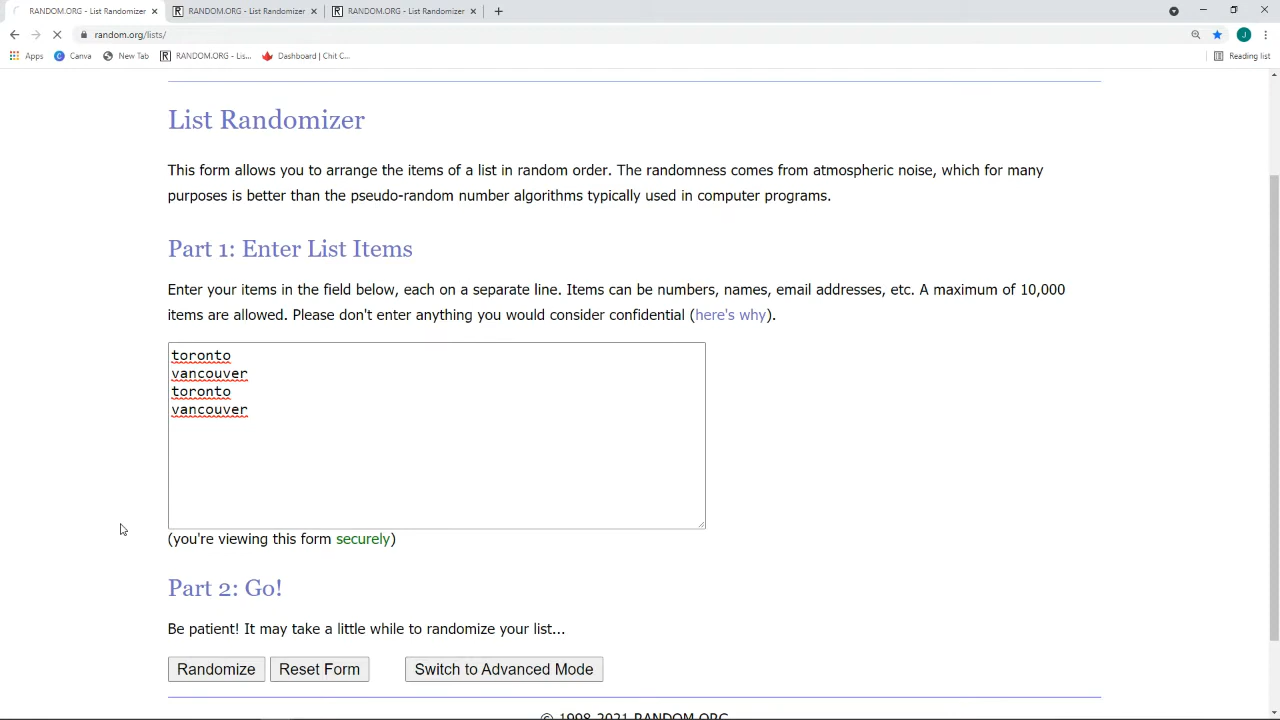 RANDOM.ORG - List Randomizer
RANDOM.ORG - List Randomizer
RANDOM.ORG - List Randomizer
random.org/lists/
J
Apps
Canva
New Tab
RANDOM.ORG - Lis...
Dashboard | Chit C...
Reading list
List Randomizer
This form allows you to arrange the items of a list in random order. The randomness comes from atmospheric noise, which for many
purposes is better than the pseudo-random number algorithms typically used in computer programs.
Part 1: Enter List Items
Enter your items in the field below, each on a separate line. Items can be numbers, names, email addresses, etc. A maximum of 10,000
items are allowed. Please don't enter anything you would consider confidential (here's why).
toronto
vancouver
toronto
vancouver
(you're viewing this form securely)
Part 2: Go!
Be patient! It may take a little while to randomize your list...
Randomize
Reset Form
Switch to Advanced Mode
© 1998-2021 RANDOM.ORG